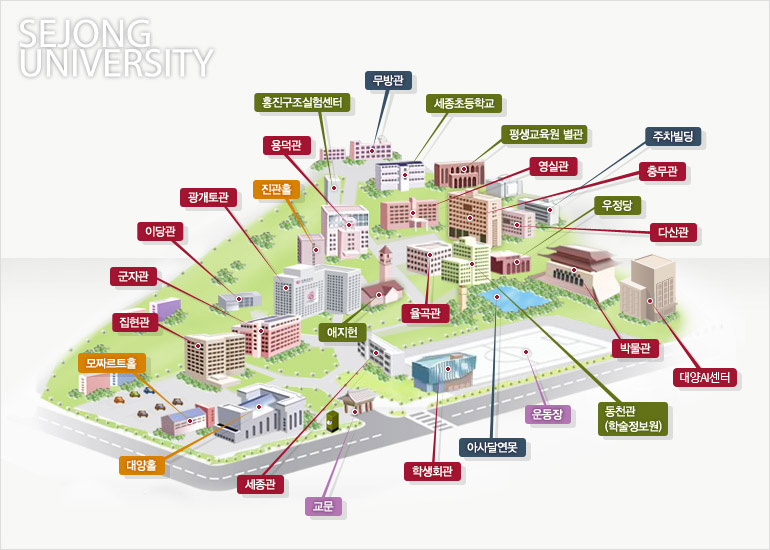 SEJONG
UNIVERSITY
무방관
홍진구조실험센터
세종초등학교
용덕관
평생교육원 별관
주차빌딩
영실관
충무관
진관홀
광개토관
우정당
이당관
다산관
군자관
집현관
애지헌
율곡관
박물관
모짜르트홀
대양AI센터
운동장
동천관
(학술정보원)
아사달연못
대양홀
학생회관
세종관
교문